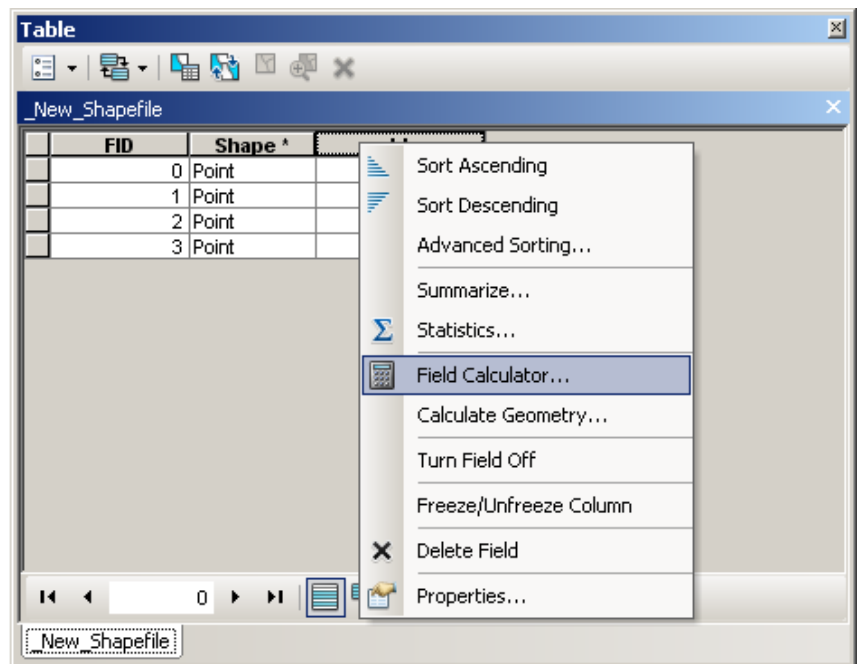 Table
_New_Shapefile
FID Shape *
0 Point
1 Point
2 Point
3 Point
Sort Ascending
Sort Descending
Advanced Sorting...
Summarize...
Statistics...
Field Calculator...
Calculate Geometry...
Turn Field Off
Freeze/Unfreeze Column
Delete Field
Properties...
0
_New_Shapefile